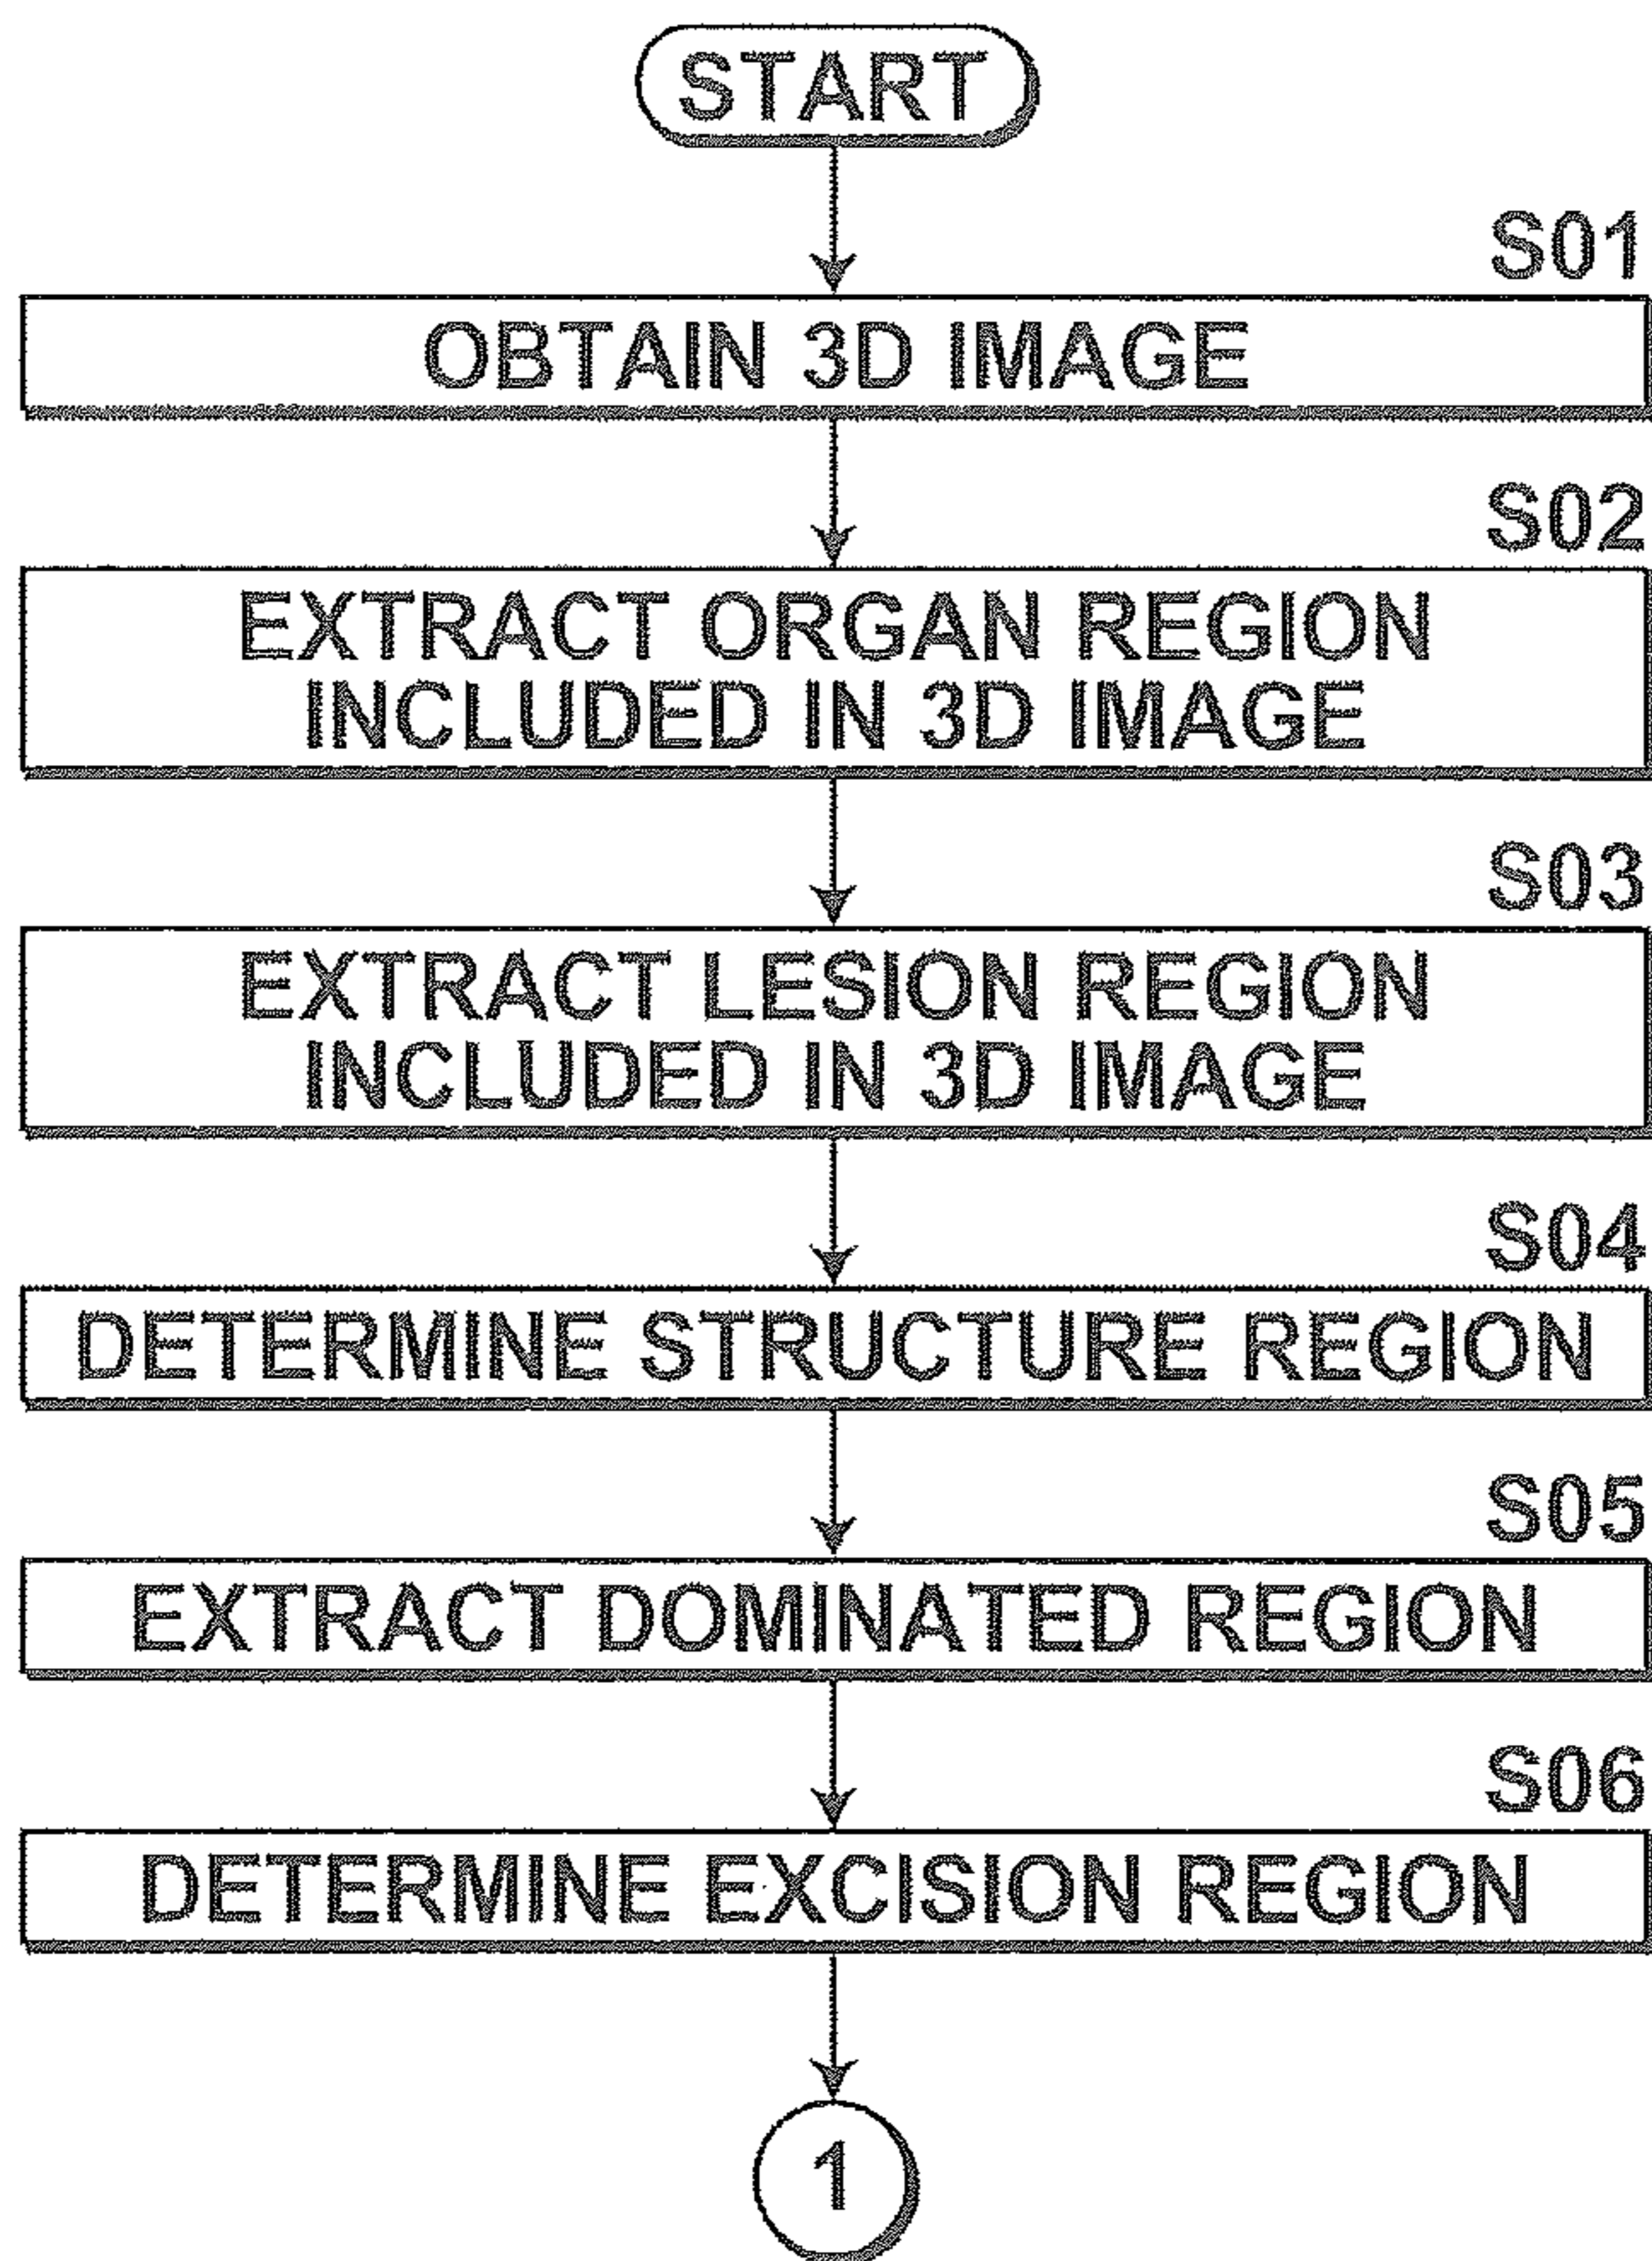 START
S01
OBTAIN 3D IMAGE
S02
EXTRACT ORGAN REGION
INCLUDED IN 3D IMAGE
S03
EXTRACT LESION REGION
INCLUDED IN 3D IMAGE
S04
DETERMINE STRUCTURE REGION
S05
EXTRACT DOMINATED REGION
S06
DETERMINE EXCISION REGION
1